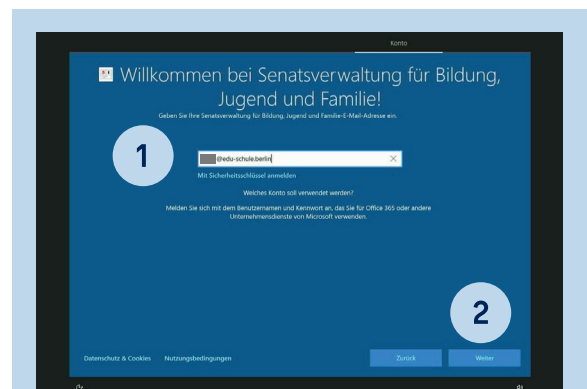 Konto
Willkommen bei Senatsverwaltung für Bildung,
Jugend und Familie!
Geben Sie Ihre Senatsverwaltung für Bildung, Jugend und Familie-E-Mail-Adresse ein.
1
@edu-schule.berlin
Mit Sicherheitsschlüssel anmelden
Welches Konto soll verwendet werden?
Melden Sie sich mit dem Benutzernamen und Kennwort an, das Sie für Office 365 oder andere
Unternehmensdienste von Microsoft verwenden.
2
Datenschutz & Cookies Nutzungsbedingungen Zurück Weiter